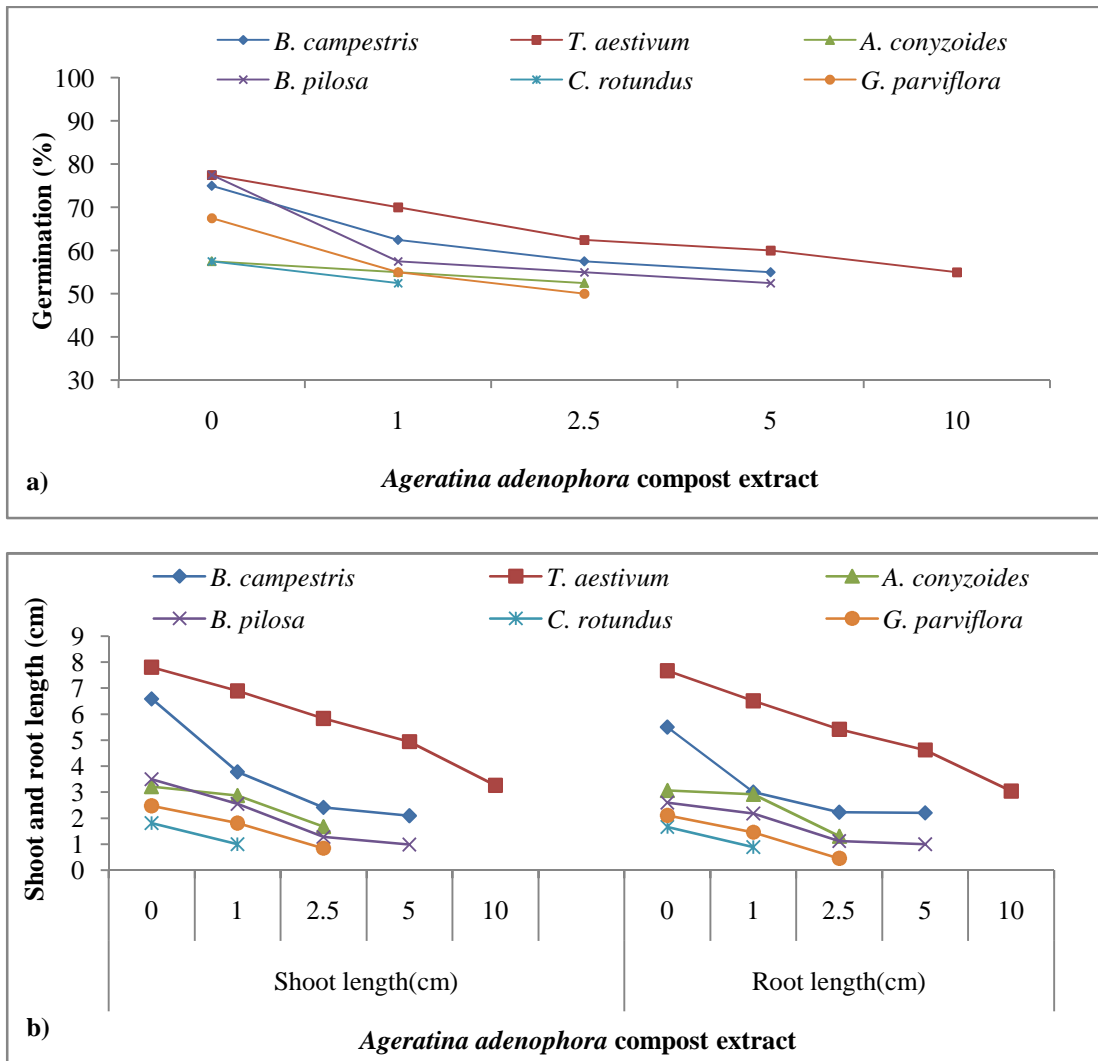 B. campestris T. aestivum A. conyzoides
B. pilosa C. rotundus G. parviflora
Germination (%)
100
90
80
70
60
50
40
30
0 1 2.5 5 10
Ageratina adenophora compost extract
a)
B. campestris T. aestivum A. conyzoides
B. pilosa C. rotundus G. parviflora
Shoot and root length (cm)
9
8
7
6
5
4
3
2
1
0
0 1 2.5 5 10 0 1 2.5 5 10
Shoot length(cm) Root length(cm)
Ageratina adenophora compost extract
b)